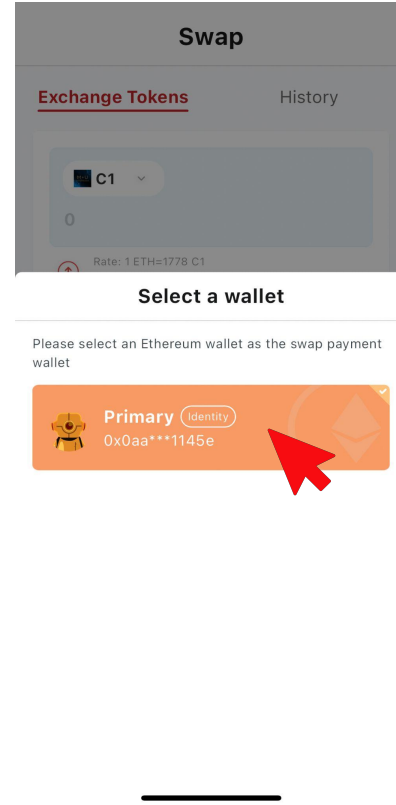 Swap
Exchange Tokens
History
C1
0
Rate: 1 ETH=1778 C1
Select a wallet
Please select an Ethereum wallet as the swap payment
wallet
Primary Identity
0x0aa***1145e